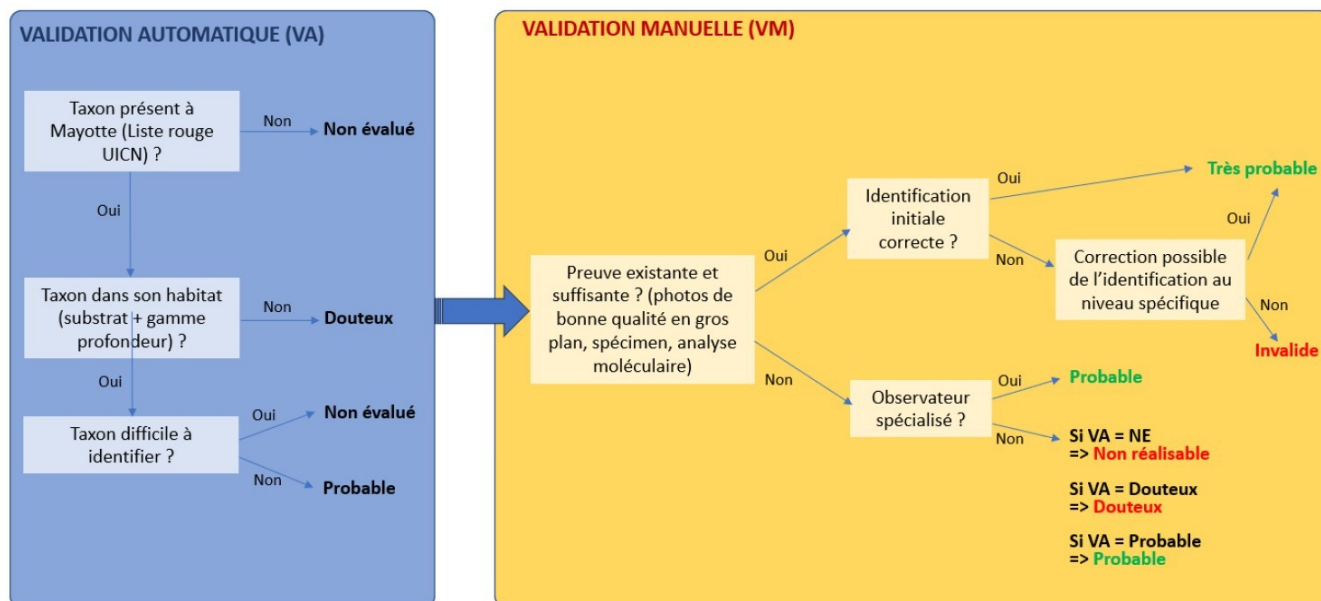 VALIDATION AUTOMATIQUE (VA)
Taxon présent à
Mayotte (Liste rouge
UICN) ?
Non
Non évalué
Oui
Taxon dans son habitat
(substrat + gamme
profondeur) ?
Non
Douteux
Oui
Taxon difficile à
identifier ?
Oui
Non évalué
Non
Probable
VALIDATION MANUELLE (VM)
Preuve existante et
suffisante ? (photos de
bonne qualité en gros
plan, spécimen, analyse
moléculaire)
Oui
Identification
initiale
correcte ?
Oui
Très probable
Non
Correction possible
de l’identification au
niveau spécifique
Oui
Non
Invalide
Non
Observateur
spécialisé ?
Oui
Probable
Non
Si VA = NE
=> Non réalisable
Si VA = Douteux
=> Douteux
Si VA = Probable
=> Probable